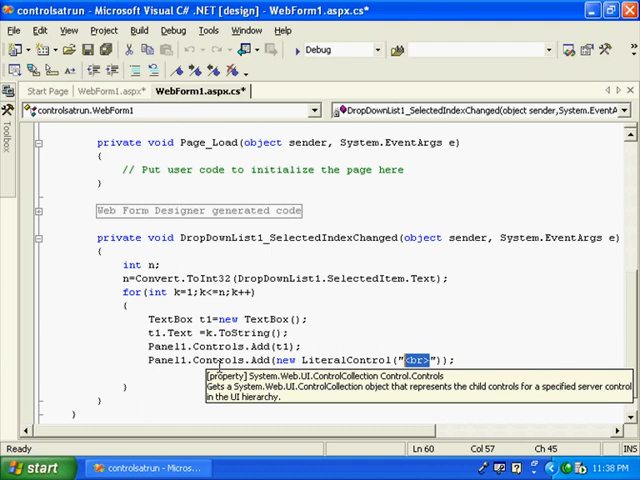 controlsatrun - Microsoft Visual C# .NET [design] - WebForm1.aspx.cs*
File Edit View Project Build Debug Tools Window Help
Debug
Start Page WebForm1.aspx* WebForm1.aspx.cs*
controlsatrun.WebForm1 DropDownList1_SelectedIndexChanged(object sender,System.EventA
Toolbox
private void Page_Load(object sender, System.EventArgs e)
{
// Put user code to initialize the page here
}
Web Form Designer generated code
private void DropDownList1_SelectedIndexChanged(object sender, System.EventArgs e)
{
int n;
n=Convert.ToInt32(DropDownList1.SelectedItem.Text);
for(int k=1;k<=n;k++)
{
TextBox t1=new TextBox();
t1.Text =k.ToString();
Panel1.Controls.Add(t1);
Panel1.Controls.Add(new LiteralControl("<br>"));
[property] System.Web.UI.ControlCollection Control.Controls
Gets a System.Web.UI.ControlCollection object that represents the child controls for a specified server control
in the UI hierarchy.
}
}
}
Ready Ln 60 Col 57 Ch 45 INS
start controlsatrun - Micros... 11:38 PM